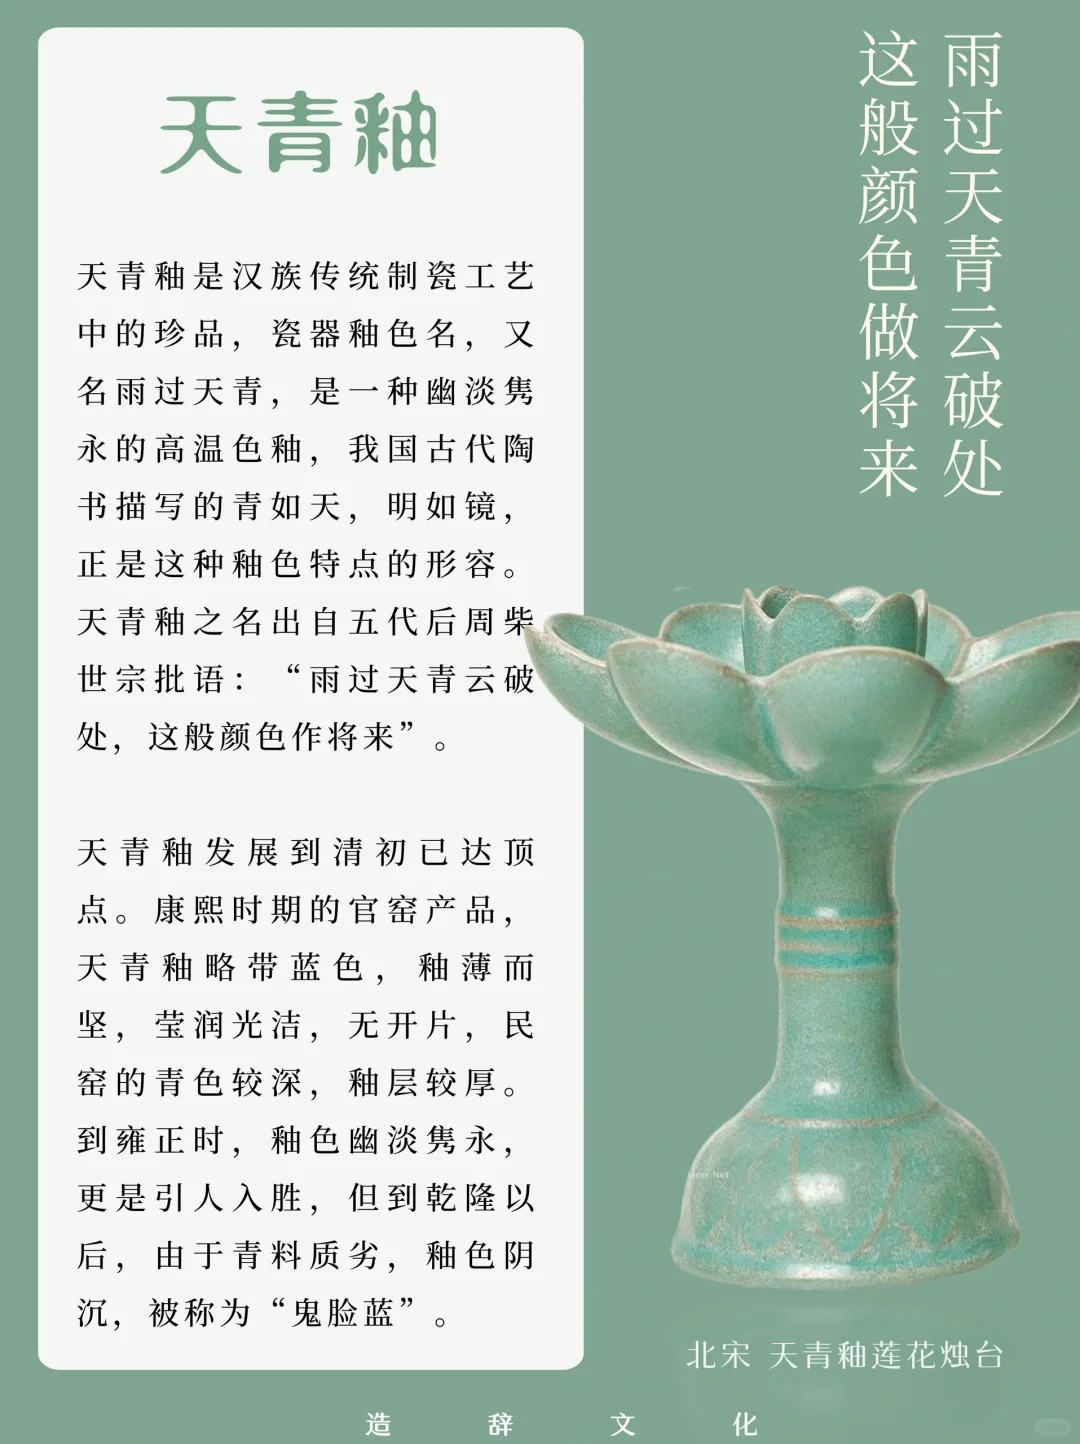 天青釉
天青釉是汉族传统制瓷工艺
中的珍品，瓷器釉色名，又
名雨过天青，是一种幽淡隽
永的高温色釉，我国古代陶
书描写的青如天，明如镜，
正是这种釉色特点的形容。
天青釉之名出自五代后周柴
世宗批语：“雨过天青云破
处，这般颜色作将来”。
天青釉发展到清初已达顶
点。康熙时期的官窑产品，
天青釉略带蓝色，釉薄而
坚，莹润光洁，无开片，民
窑的青色较深，釉层较厚。
到雍正时，釉色幽淡隽永，
更是引人入胜，但到乾隆以
后，由于青料质劣，釉色阴
沉，被称为“鬼脸蓝”。
雨过天青云破处
这般颜色做将来
北宋 天青釉莲花烛台
造辞文化